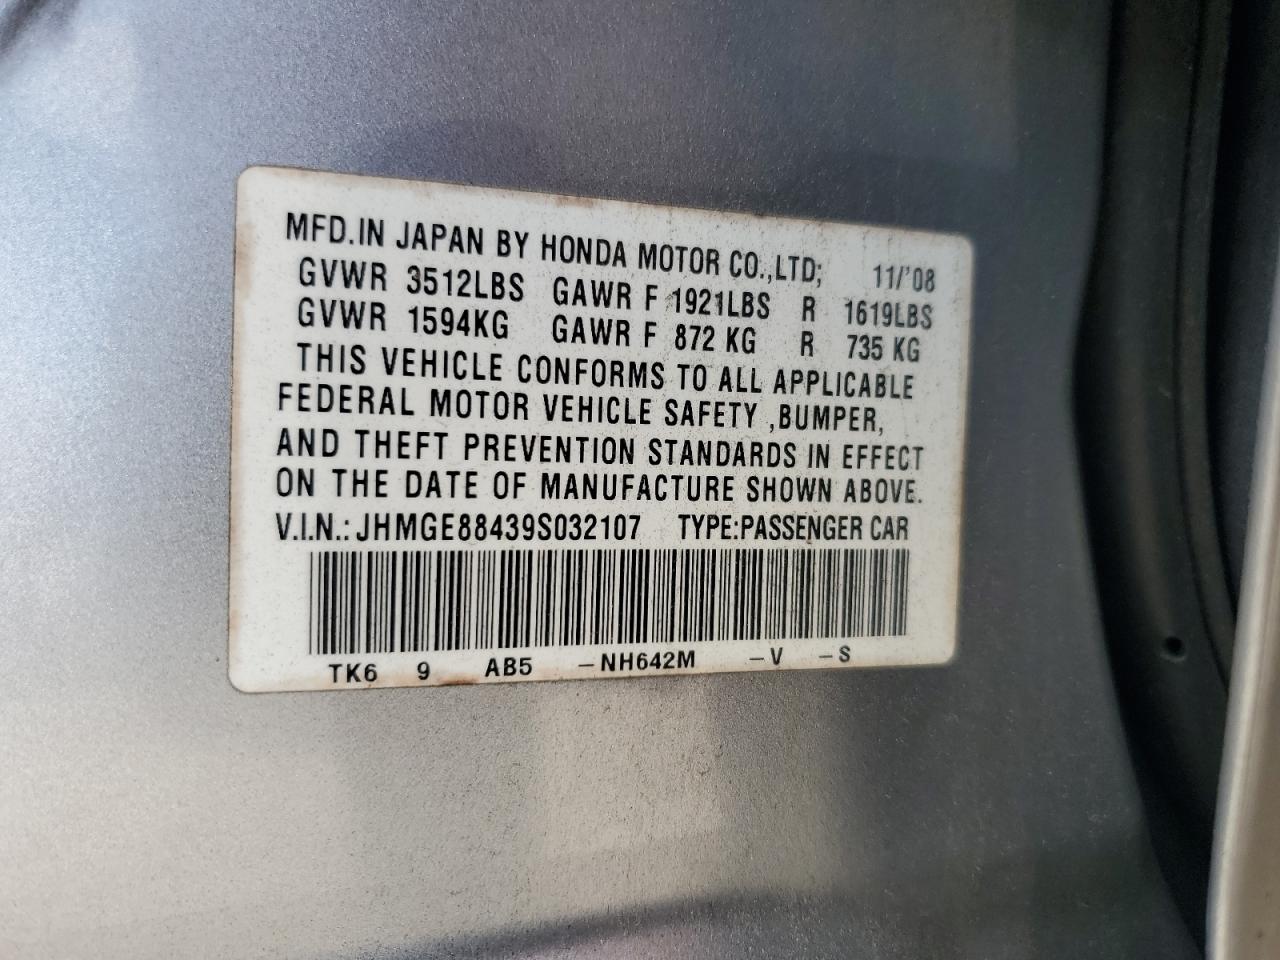 MFD.IN JAPAN BY HONDA MOTOR CO.,LTD; 11/'08
GVWR 3512LBS GAWR F 1921LBS R 1619LBS
GVWR 1594KG GAWR F 872 KG R 735 KG
THIS VEHICLE CONFORMS TO ALL APPLICABLE
FEDERAL MOTOR VEHICLE SAFETY ,BUMPER,
AND THEFT PREVENTION STANDARDS IN EFFECT
ON THE DATE OF MANUFACTURE SHOWN ABOVE.
V.I.N.: JHMGE88439S032107 TYPE:PASSENGER CAR
TK6 9 AB5 –NH642M –V –S